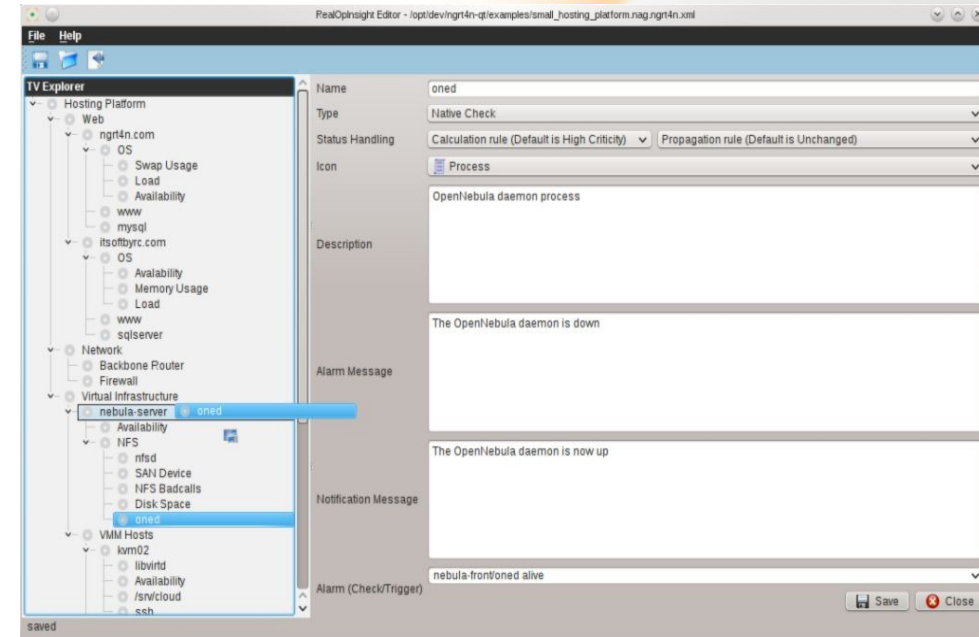 RealOpInsight Editor - /opt/dev/ngrt4n-qt/examples/small_hosting_platform.nag.ngrt4n.xml
File Help
TV Explorer
Hosting Platform
Web
ngrt4n.com
OS
Swap Usage
Load
Availability
www
mysql
itsoftbyrc.com
OS
Avalability
Memory Usage
Load
www
sqlserver
Network
Backbone Router
Firewall
Virtual Infrastructure
nebula-server oned
Availability
NFS
nfsd
SAN Device
NFS Badcalls
Disk Space
oned
VMM Hosts
kvm02
libvirtd
Availability
/srv/cloud
ssh
Name oned
Type Native Check
Status Handling Calculation rule (Default is High Criticity) Propagation rule (Default is Unchanged)
Icon Process
Description OpenNebula daemon process
Alarm Message The OpenNebula daemon is down
Notification Message The OpenNebula daemon is now up
Alarm (Check/Trigger) nebula-front/oned alive
Save Close
saved